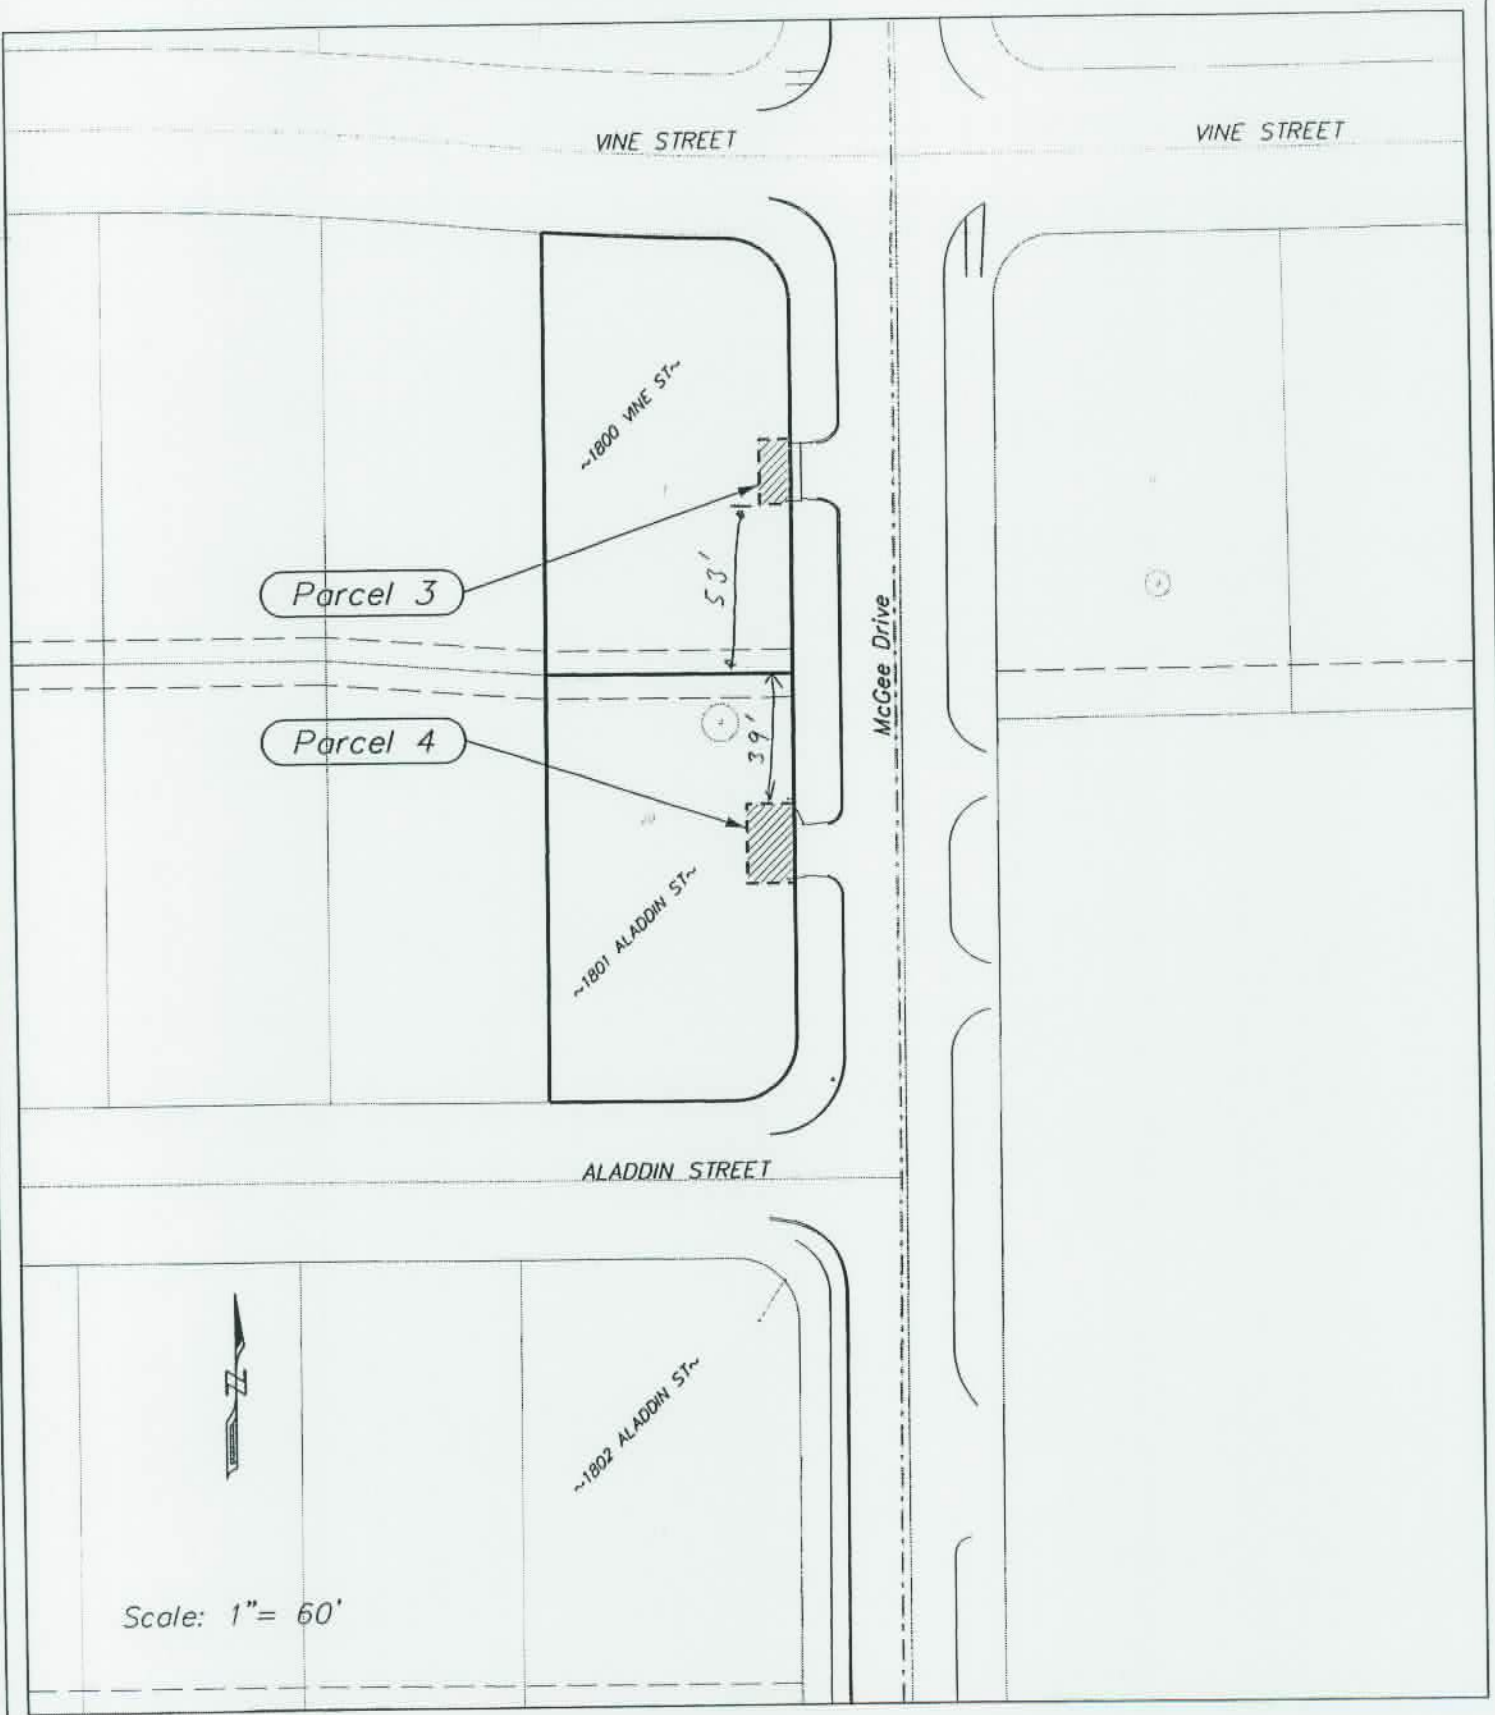 VINE STREET
VINE STREET
~1800 VINE ST~
Parcel 3
53'
McGee Drive
Parcel 4
39'
~1801 ALADDIN ST~
ALADDIN STREET
N
~1802 ALADDIN ST~
Scale: 1"= 60'